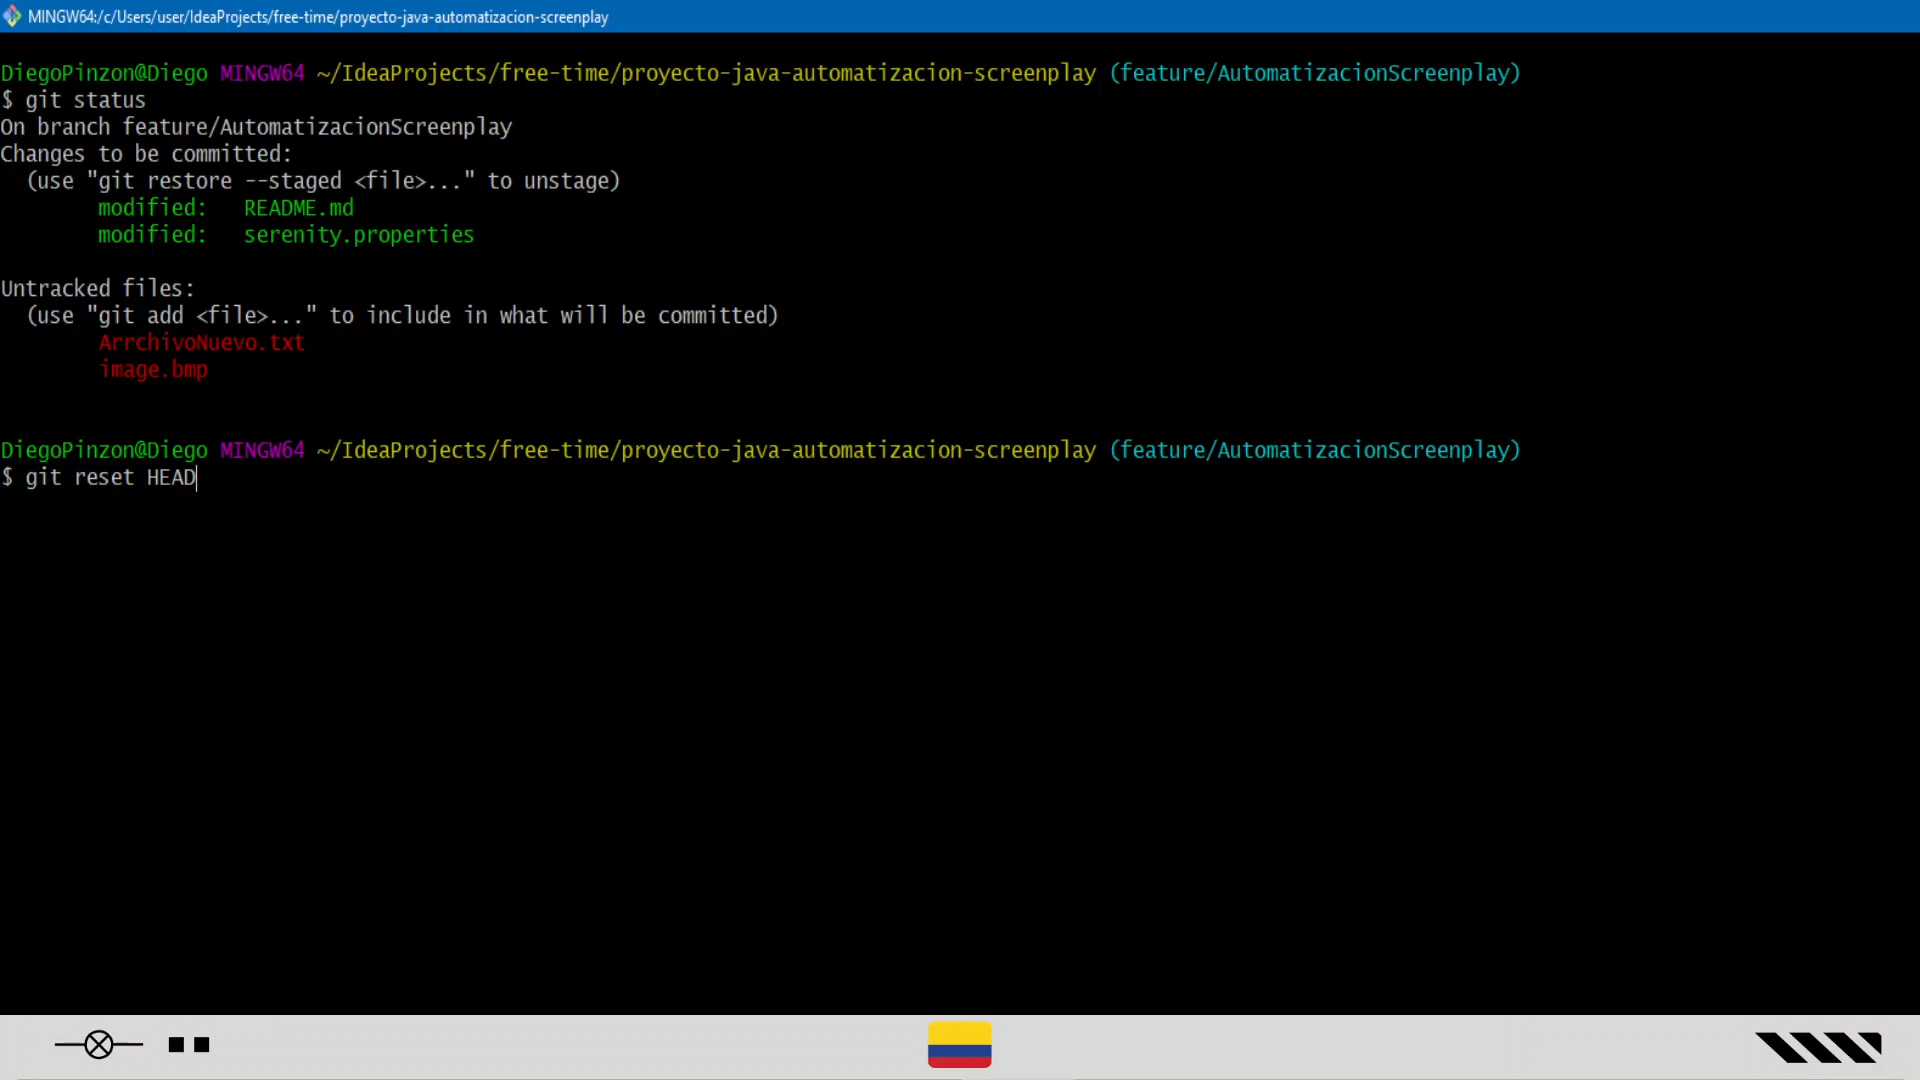 MINGW64:/c/Users/user/IdeaProjects/free-time/proyecto-java-automatizacion-screenplay
DiegoPinzon@Diego MINGW64 ~/IdeaProjects/free-time/proyecto-java-automatizacion-screenplay (feature/AutomatizacionScreenplay)
$ git status
On branch feature/AutomatizacionScreenplay
Changes to be committed:
  (use "git restore --staged <file>..." to unstage)
        modified:   README.md
        modified:   serenity.properties
Untracked files:
  (use "git add <file>..." to include in what will be committed)
        ArrchivoNuevo.txt
        image.bmp
DiegoPinzon@Diego MINGW64 ~/IdeaProjects/free-time/proyecto-java-automatizacion-screenplay (feature/AutomatizacionScreenplay)
$ git reset HEAD